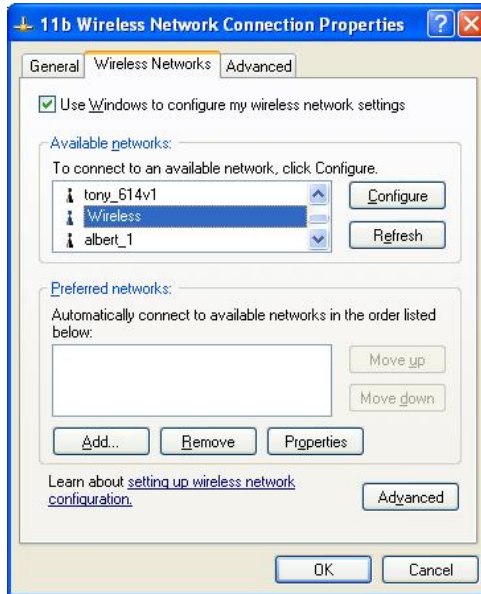 11b Wireless Network Connection Properties
General Wireless Networks Advanced
Use Windows to configure my wireless network settings
Available networks:
To connect to an available network, click Configure.
tony_614v1
Wireless
albert_1
Configure
Refresh
Preferred networks:
Automatically connect to available networks in the order listed
below:
Move up
Move down
Add... Remove Properties
Learn about setting up wireless network
configuration.
Advanced
OK Cancel